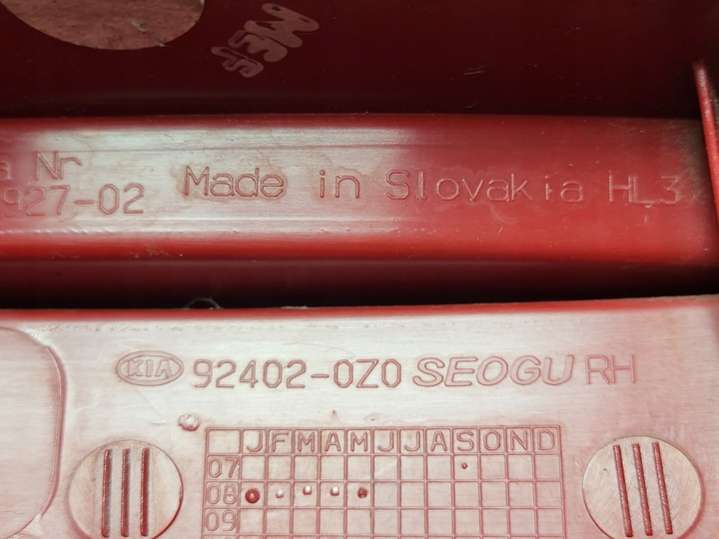 Nr
927-02
Made in Slovakia HL3
KIA 92402-0Z0 SEOGU RH
J F M A M J J A S O N D
07
08
09